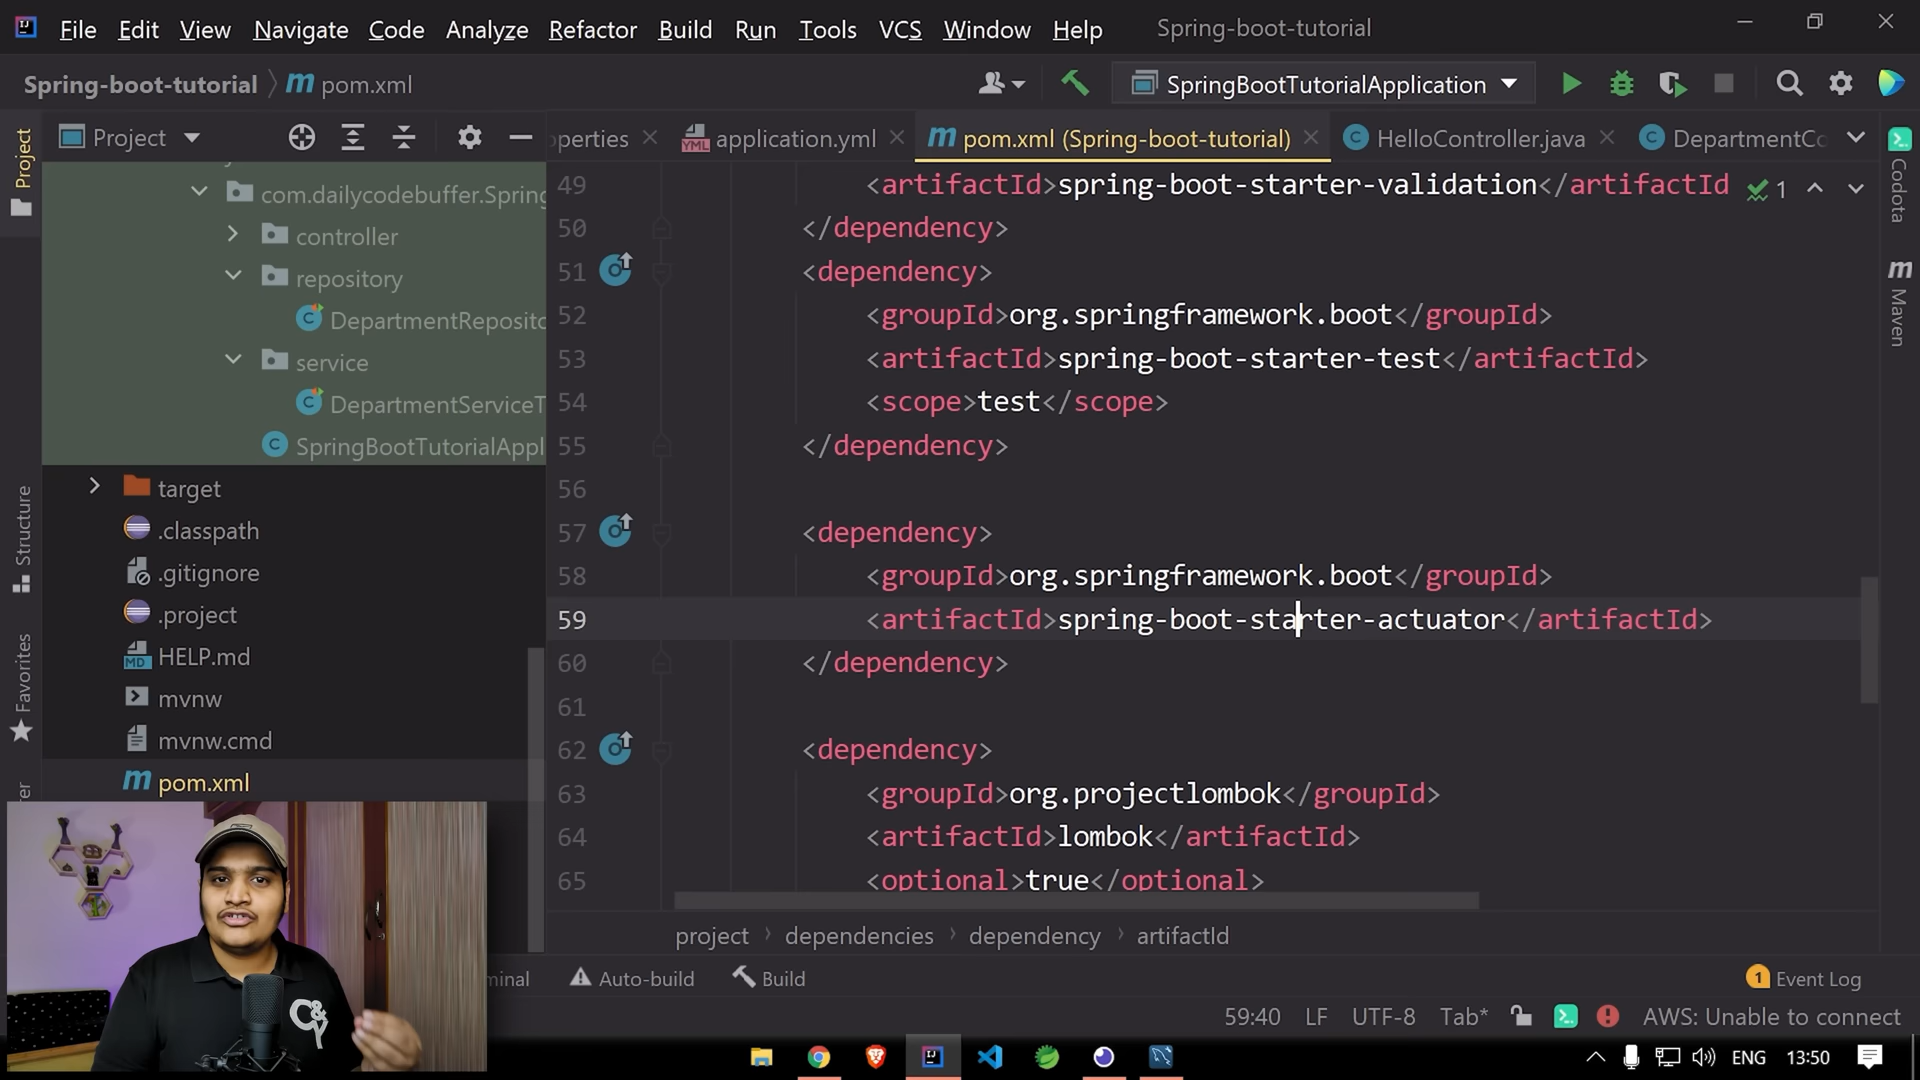 File Edit View Navigate Code Analyze Refactor Build Run Tools VCS Window Help Spring-boot-tutorial
Spring-boot-tutorial pom.xml
SpringBootTutorialApplication
Project
operties application.yml pom.xml (Spring-boot-tutorial) HelloController.java DepartmentCo
Project
Structure
Favorites
com.dailycodebuffer.Spring
controller
repository
DepartmentReposito
service
DepartmentServiceT
SpringBootTutorialAppl
target
.classpath
.gitignore
.project
HELP.md
mvnw
mvnw.cmd
pom.xml
49 <artifactId>spring-boot-starter-validation</artifactId
1
50 </dependency>
51 <dependency>
52 <groupId>org.springframework.boot</groupId>
53 <artifactId>spring-boot-starter-test</artifactId>
54 <scope>test</scope>
55 </dependency>
56
57 <dependency>
58 <groupId>org.springframework.boot</groupId>
59 <artifactId>spring-boot-starter-actuator</artifactId>
60 </dependency>
61
62 <dependency>
63 <groupId>org.projectlombok</groupId>
64 <artifactId>lombok</artifactId>
65 <optional>true</optional>
Codota
Maven
project dependencies dependency artifactId
minal Auto-build Build
1 Event Log
59:40 LF UTF-8 Tab* AWS: Unable to connect
ENG 13:50